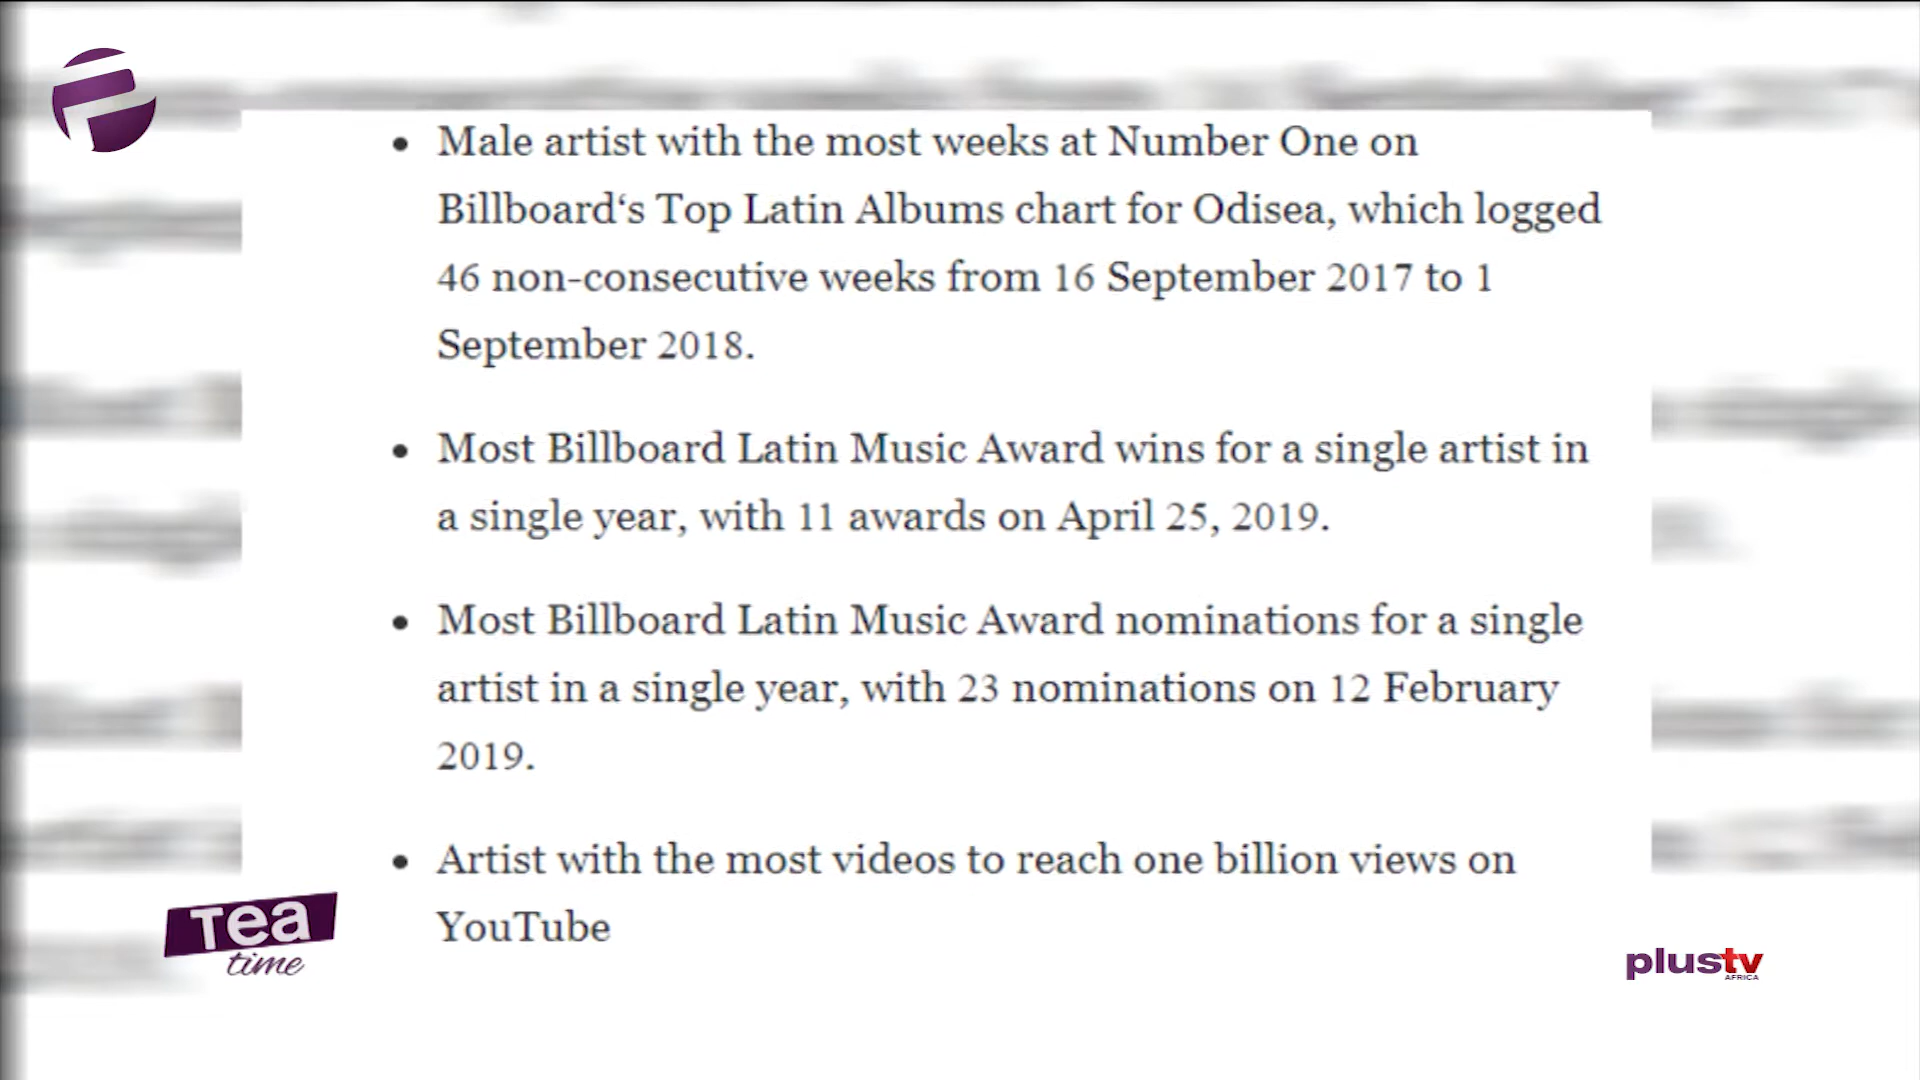 • Male artist with the most weeks at Number One on
Billboard‘s Top Latin Albums chart for Odisea, which logged
46 non-consecutive weeks from 16 September 2017 to 1
September 2018.
• Most Billboard Latin Music Award wins for a single artist in
a single year, with 11 awards on April 25, 2019.
• Most Billboard Latin Music Award nominations for a single
artist in a single year, with 23 nominations on 12 February
2019.
• Artist with the most videos to reach one billion views on
YouTube
Tea
time
plustv
AFRICA